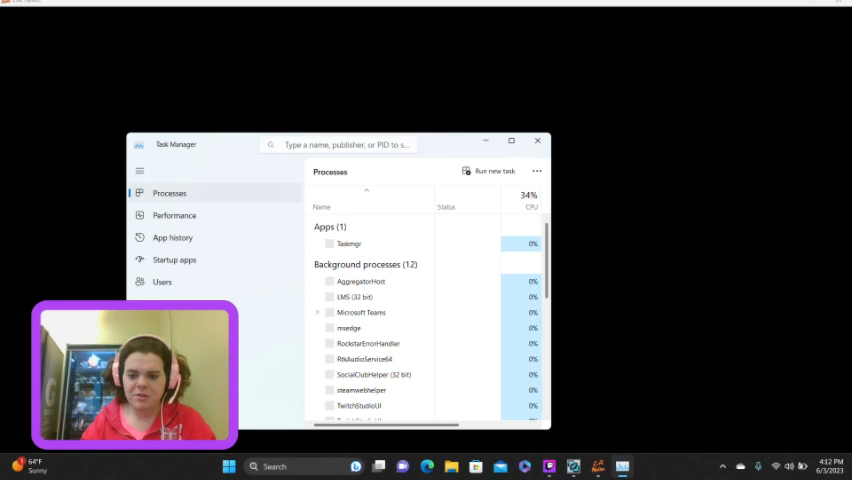 Task Manager
Type a name, publisher, or PID to s...
Processes
Run new task
Processes
Performance
App history
Startup apps
Users
34%
Name
Status
CPU
Apps (1)
Taskmgr
0%
Background processes (12)
AggregatorHost
0%
LMS (32 bit)
0%
Microsoft Teams
0%
msedge
0%
RockstarErrorHandler
0%
RtkAudioService64
0%
SocialClubHelper (32 bit)
0%
steamwebhelper
0%
TwitchStudioUI
0%
64°F
Sunny
Search
4:12 PM
6/3/2023